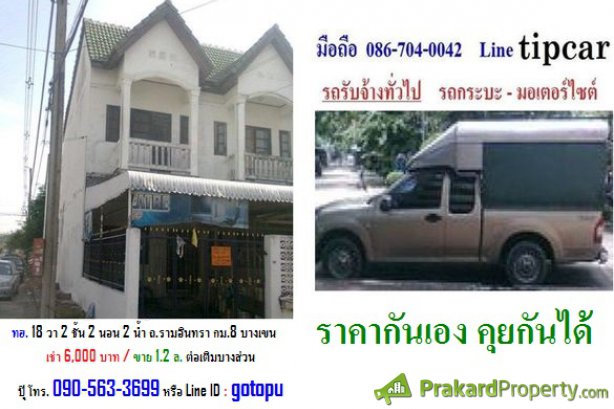 มือถือ 086-704-0042 Line tipcar
รถรับจ้างทั่วไป รถกระบะ - มอเตอร์ไซต์
ทฮ. 18 วา 2 ชั้น 2 นอน 2 น้ำ ถ.รามอินทรา กม.8 บางเขน
เช่า 6,000 บาท / ขาย 1.2 ล. ต่อเติมบางส่วน
ปุ๊ โทร. 090-563-3699 หรือ Line ID : gotopu
ราคากันเอง คุยกันได้
PrakardProperty.com